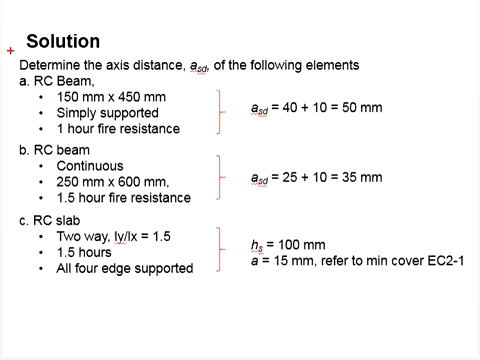 Solution
Determine the axis distance, asd, of the following elements
a. RC Beam,
• 150 mm x 450 mm
• Simply supported
• 1 hour fire resistance
asd = 40 + 10 = 50 mm
b. RC beam
• Continuous
• 250 mm x 600 mm,
• 1.5 hour fire resistance
asd = 25 + 10 = 35 mm
c. RC slab
• Two way, ly/lx = 1.5
• 1.5 hours
• All four edge supported
hs = 100 mm
a = 15 mm, refer to min cover EC2-1